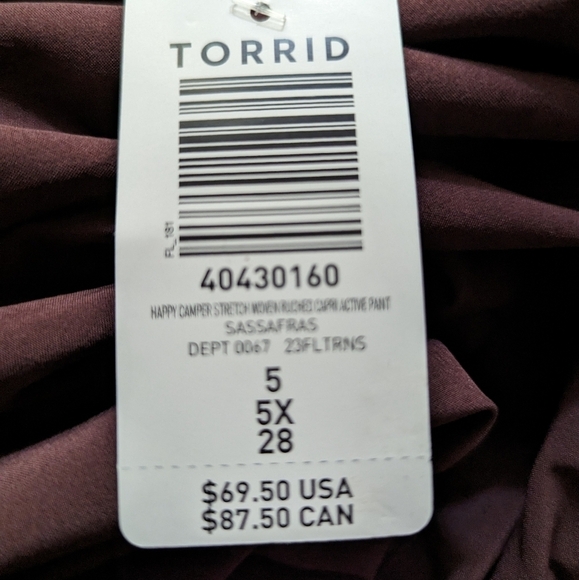 TORRID
FL_181
40430160
HAPPY CAMPER STRETCH WOVEN RUCHED CAPRI ACTIVE PANT
SASSAFRAS
DEPT 0067 23FLTRNS
5
5X
28
$69.50 USA
$87.50 CAN